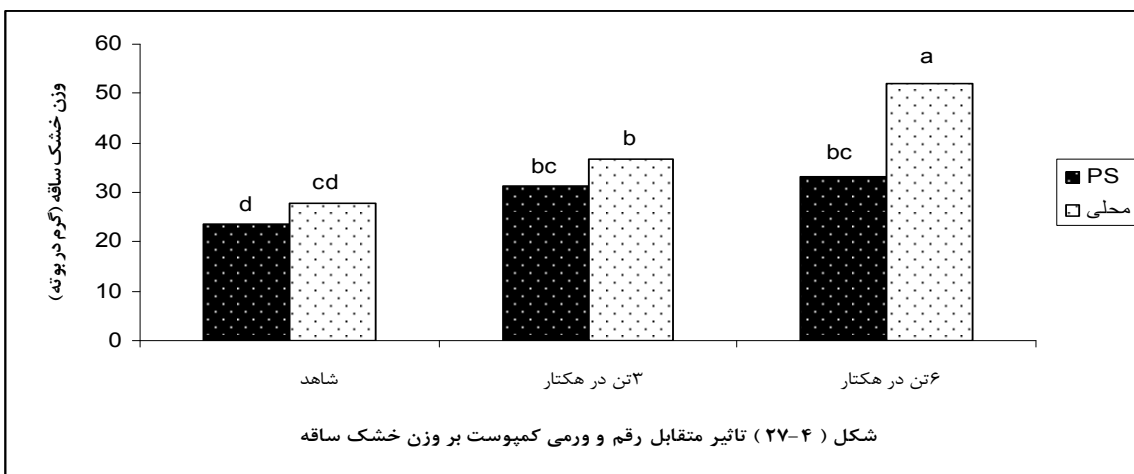 وزن خشک ساقه (گرم در بوته)
60
50
40
30
20
10
0
d
cd
bc
b
bc
a
PS
محلی
شاهد
۳تن در هکتار
۶تن در هکتار
شکل ( ۴-۲۷ ) تاثیر متقابل رقم و ورمی کمپوست بر وزن خشک ساقه